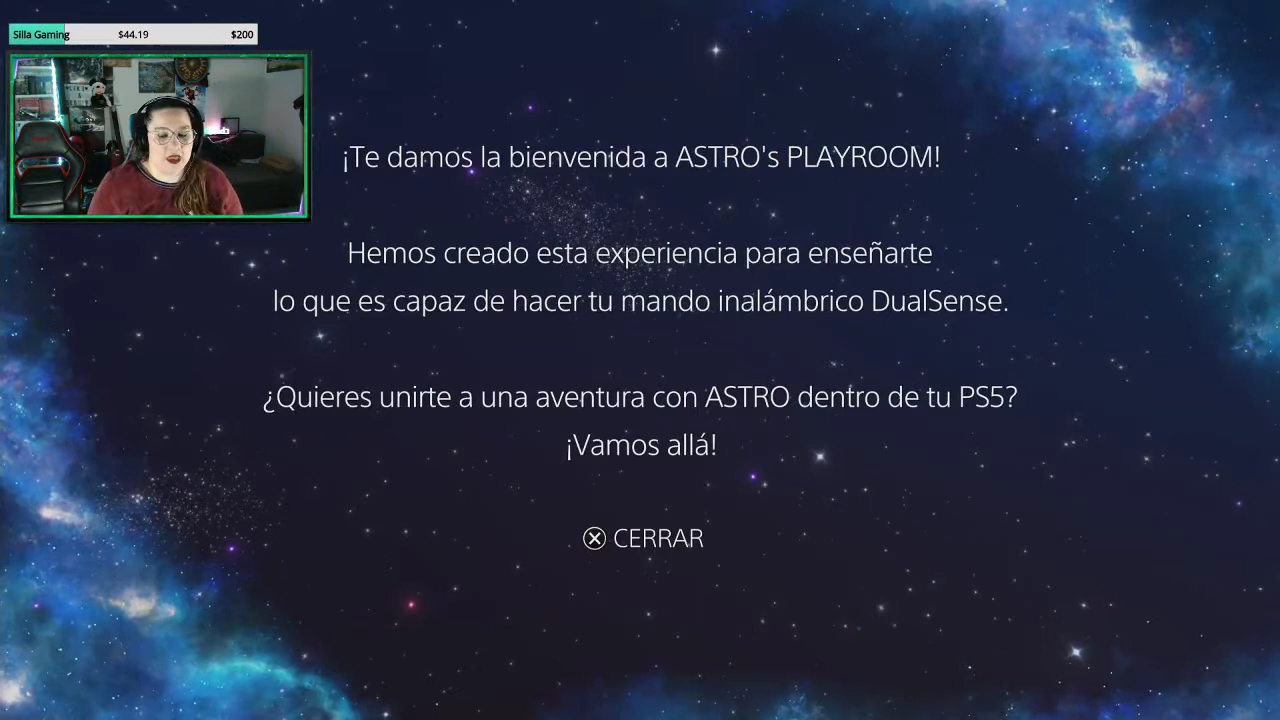 Silla Gaming $44.19 $200
¡Te damos la bienvenida a ASTRO's PLAYROOM!
Hemos creado esta experiencia para enseñarte
lo que es capaz de hacer tu mando inalámbrico DualSense.
¿Quieres unirte a una aventura con ASTRO dentro de tu PS5?
¡Vamos allá!
CERRAR